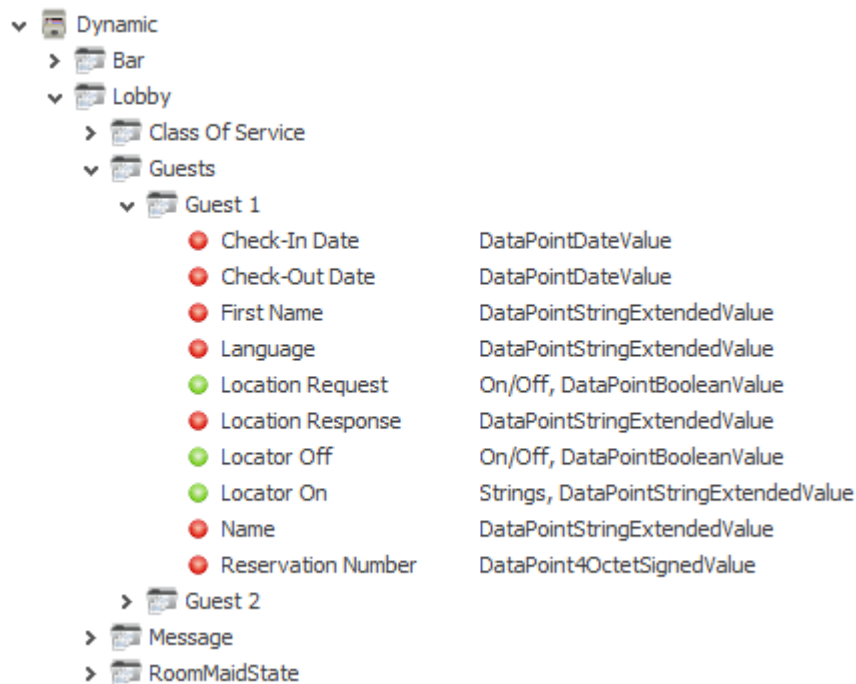 Dynamic
Bar
Lobby
Class Of Service
Guests
Guest 1
Check-In Date DataPointDateValue
Check-Out Date DataPointDateValue
First Name DataPointStringExtendedValue
Language DataPointStringExtendedValue
Location Request On/Off, DataPointBooleanValue
Location Response DataPointStringExtendedValue
Locator Off On/Off, DataPointBooleanValue
Locator On Strings, DataPointStringExtendedValue
Name DataPointStringExtendedValue
Reservation Number DataPoint4OctetSignedValue
Guest 2
Message
RoomMaidState